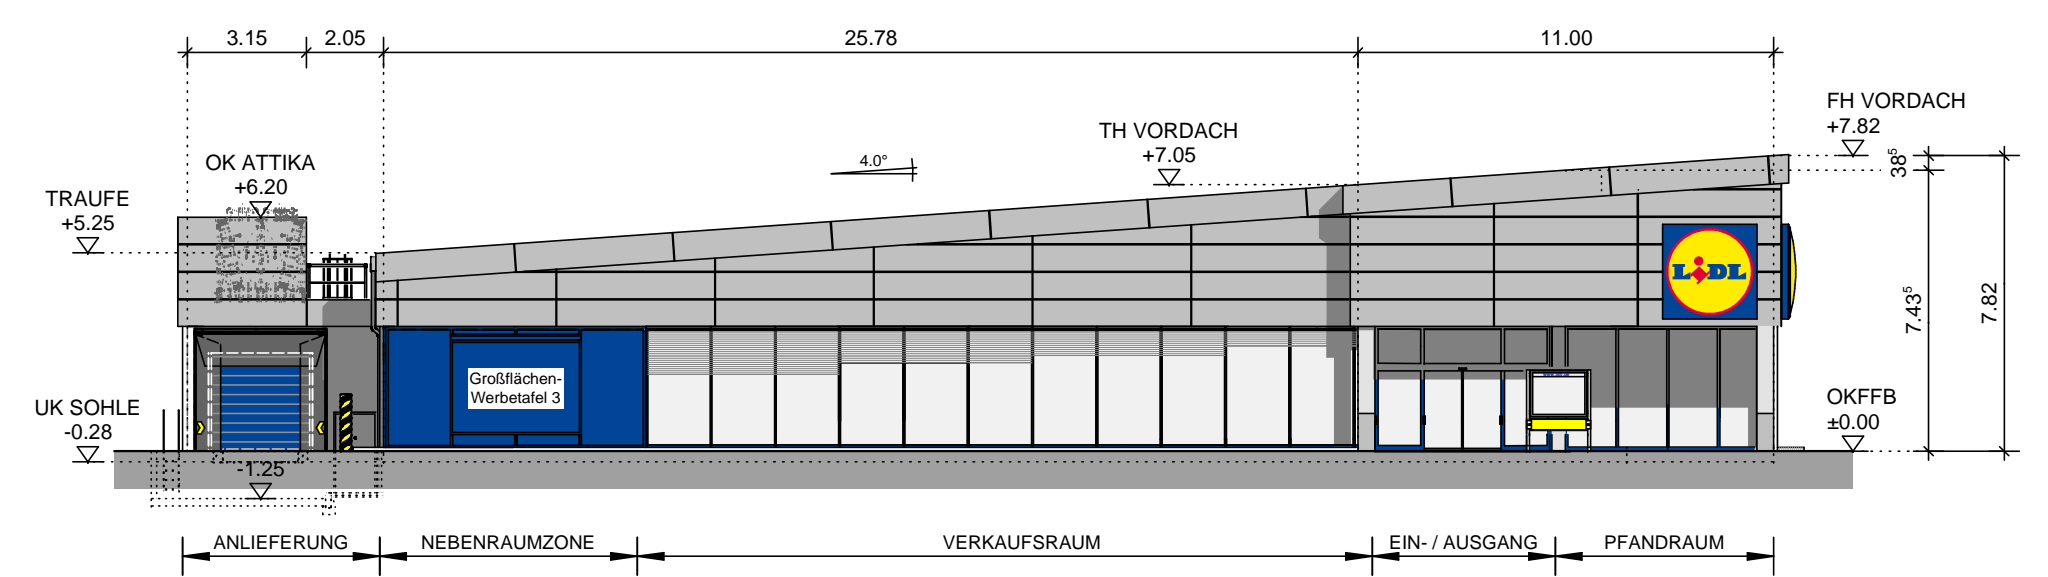 3.15
2.05
25.78
11.00
FH VORDACH
+7.82
TH VORDACH
+7.05
OK ATTIKA
+6.20
4.0°
38⁵
TRAUFE
+5.25
LIDL
7.43⁵
7.82
Großflächen-
Werbetafel 3
UK SOHLE
-0.28
OKFFB
±0.00
-1.25
ANLIEFERUNG
NEBENRAUMZONE
VERKAUFSRAUM
EIN- / AUSGANG
PFANDRAUM